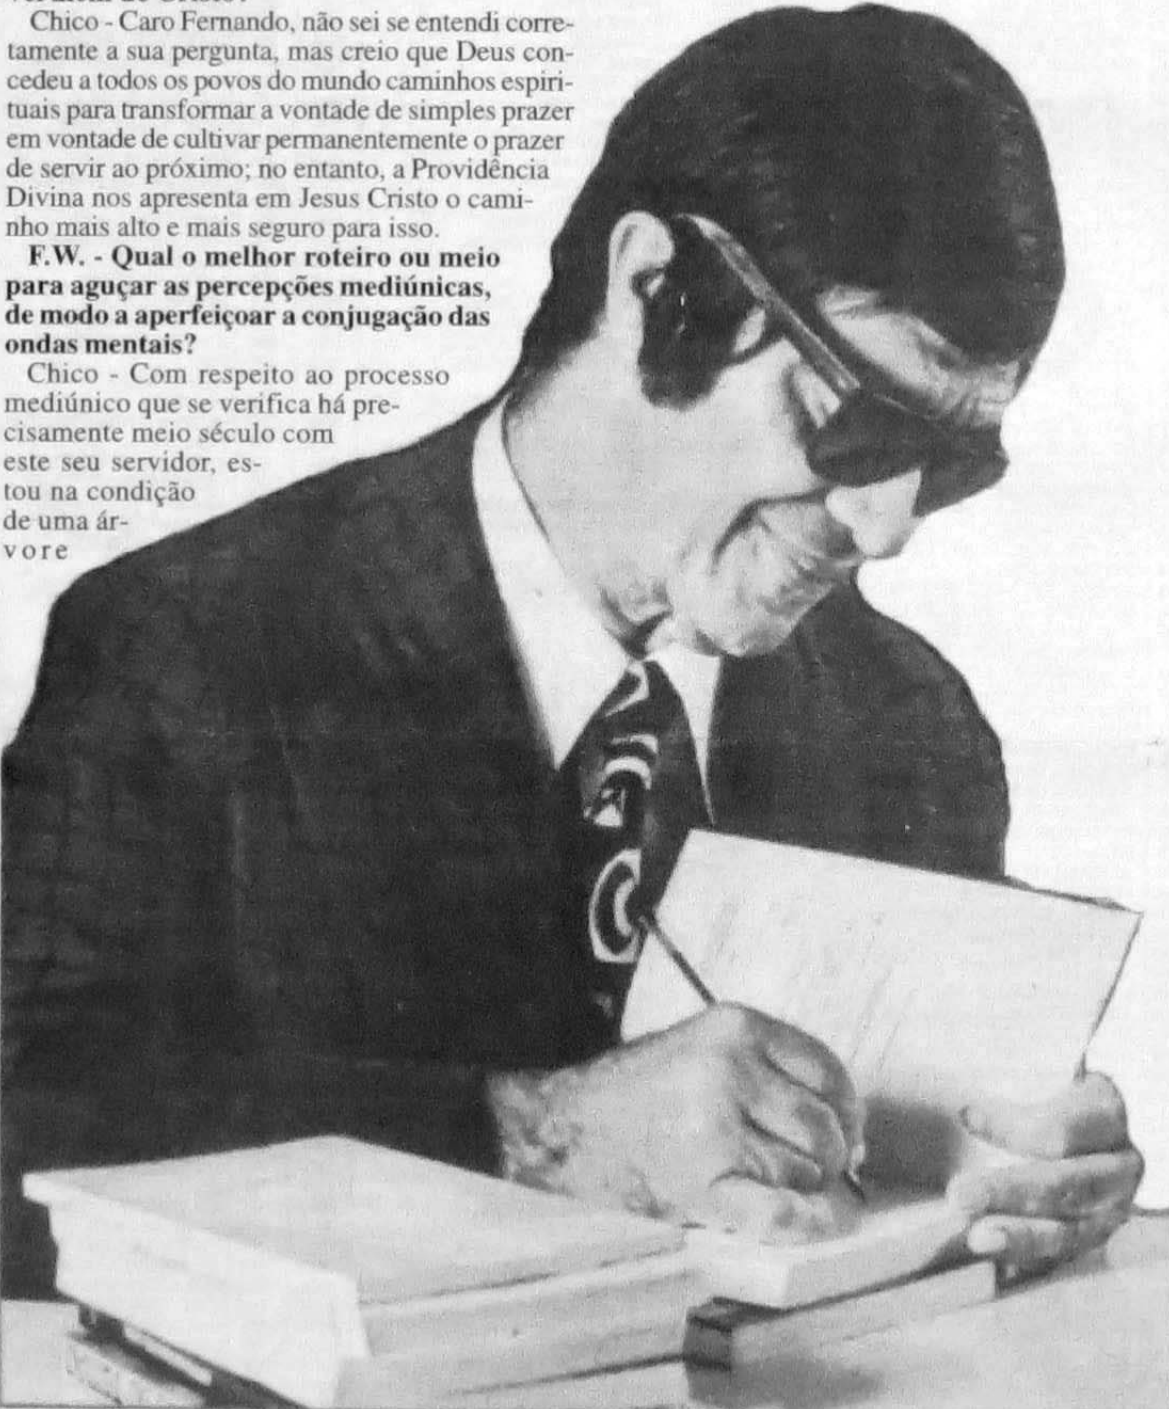 Chico - Caro Fernando, não sei se entendi corre-
tamente a sua pergunta, mas creio que Deus con-
cedeu a todos os povos do mundo caminhos espiri-
tuais para transformar a vontade de simples prazer
em vontade de cultivar permanentemente o prazer
de servir ao próximo; no entanto, a Providência
Divina nos apresenta em Jesus Cristo o cami-
nho mais alto e mais seguro para isso.
F.W. - Qual o melhor roteiro ou meio
para aguçar as percepções mediúnicas,
de modo a aperfeiçoar a conjugação das
ondas mentais?
Chico - Com respeito ao processo
mediúnico que se verifica há pre-
cisamente meio século com
este seu servidor, es-
tou na condição
de uma ár-
vore